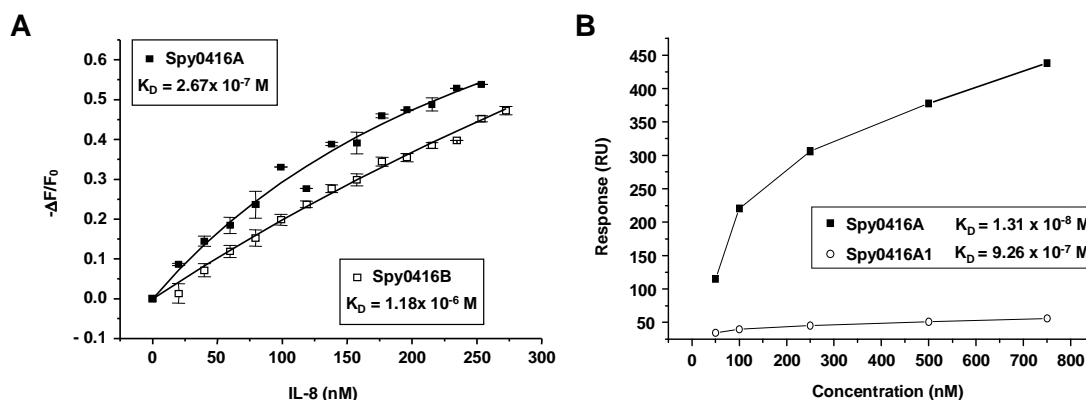 A
0.6
0.5
0.4
0.3
0.2
0.1
0.0
- 0.1
-ΔF/F₀
Spy0416A
K_D = 2.67x 10⁻⁷ M
Spy0416B
K_D = 1.18x 10⁻⁶ M
0 50 100 150 200 250 300
IL-8 (nM)
B
450
400
350
300
250
200
150
100
50
Response (RU)
Spy0416A K_D = 1.31 x 10⁻⁸ M
Spy0416A1 K_D = 9.26 x 10⁻⁷ M
0 100 200 300 400 500 600 700 800
Concentration (nM)